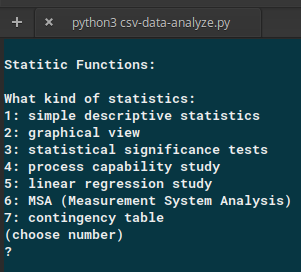 python3 csv-data-analyze.py
Statitic Functions:
What kind of statistics:
1: simple descriptive statistics
2: graphical view
3: statistical significance tests
4: process capability study
5: linear regression study
6: MSA (Measurement System Analysis)
7: contingency table
(choose number)
?